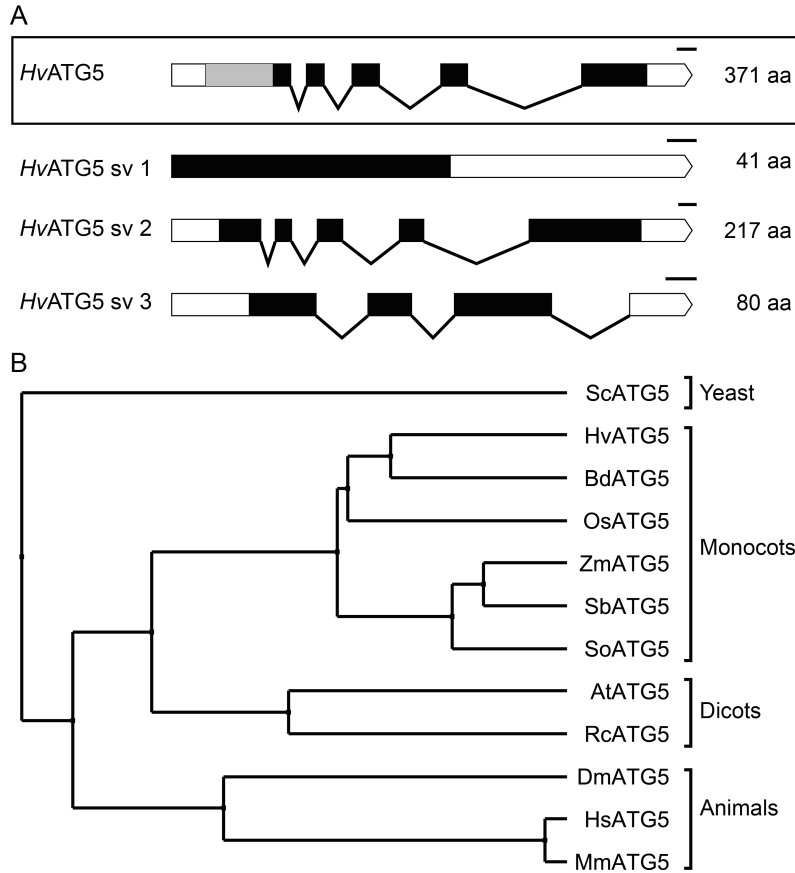 A
HvATG5 371 aa
HvATG5 sv 1 41 aa
HvATG5 sv 2 217 aa
HvATG5 sv 3 80 aa
B
ScATG5 Yeast
HvATG5
BdATG5
OsATG5
Monocots
ZmATG5
SbATG5
SoATG5
AtATG5
Dicots
RcATG5
DmATG5
Animals
HsATG5
MmATG5